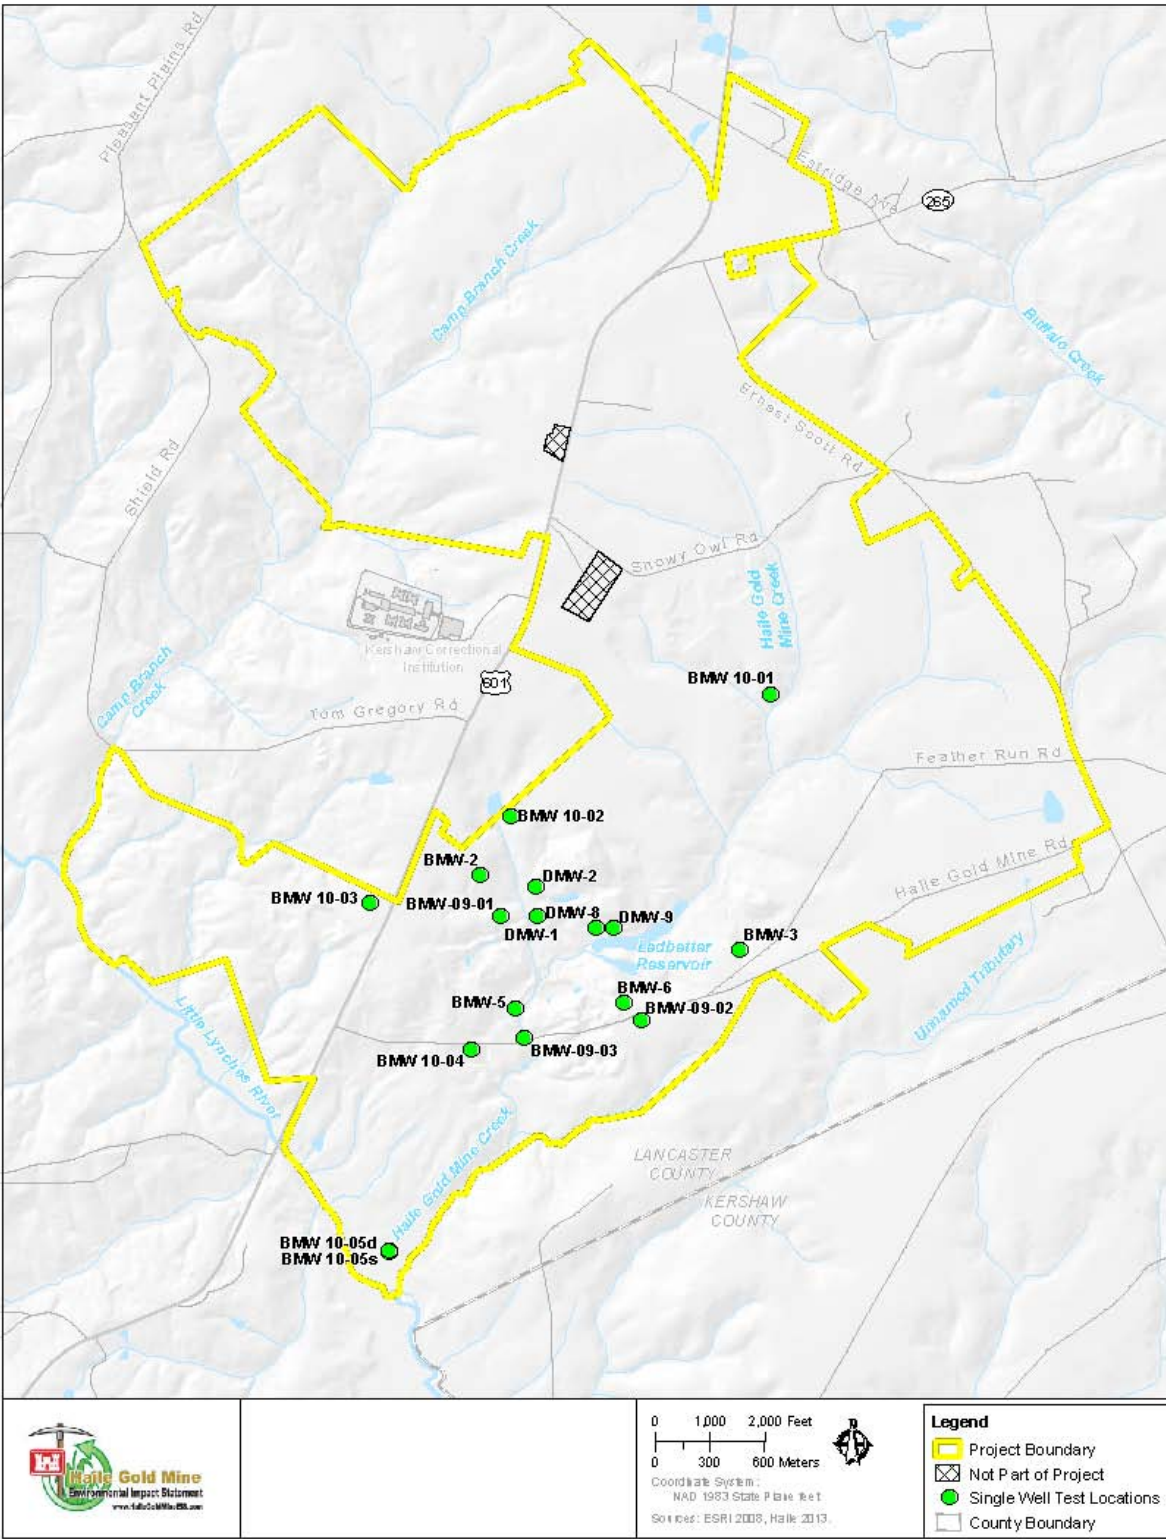 Pleasant Plains Rd
Estridge Ave
265
Camp Branch Creek
Buffalo Creek
Ernest Scott Rd
Shield Rd
Snowy Owl Rd
Haile Gold
Mine Creek
Kershaw Correctional
Institution
BMW 10-01
601
Camp Branch
Creek
Tom Gregory Rd
Feather Run Rd
BMW 10-02
BMW-2
DMW-2
Haile Gold Mine Rd
BMW 10-03
BMW-09-01
DMW-8
DMW-9
DMW-1
BMW-3
Ledbetter
Reservoir
Unnamed Tributary
BMW-6
BMW-5
BMW-09-02
Little Lynches River
BMW-09-03
BMW 10-04
Haile Gold Mine Creek
LANCASTER
COUNTY
KERSHAW
COUNTY
BMW 10-05d
BMW 10-05s
Haile Gold Mine
Environmental Impact Statement
www.HaileGoldMineEIS.com
0 1,000 2,000 Feet
0 300 600 Meters
N
Coordinate System:
NAD 1983 State Plane feet
Sources: ESRI 2008, Haile 2013.
Legend
Project Boundary
Not Part of Project
Single Well Test Locations
County Boundary